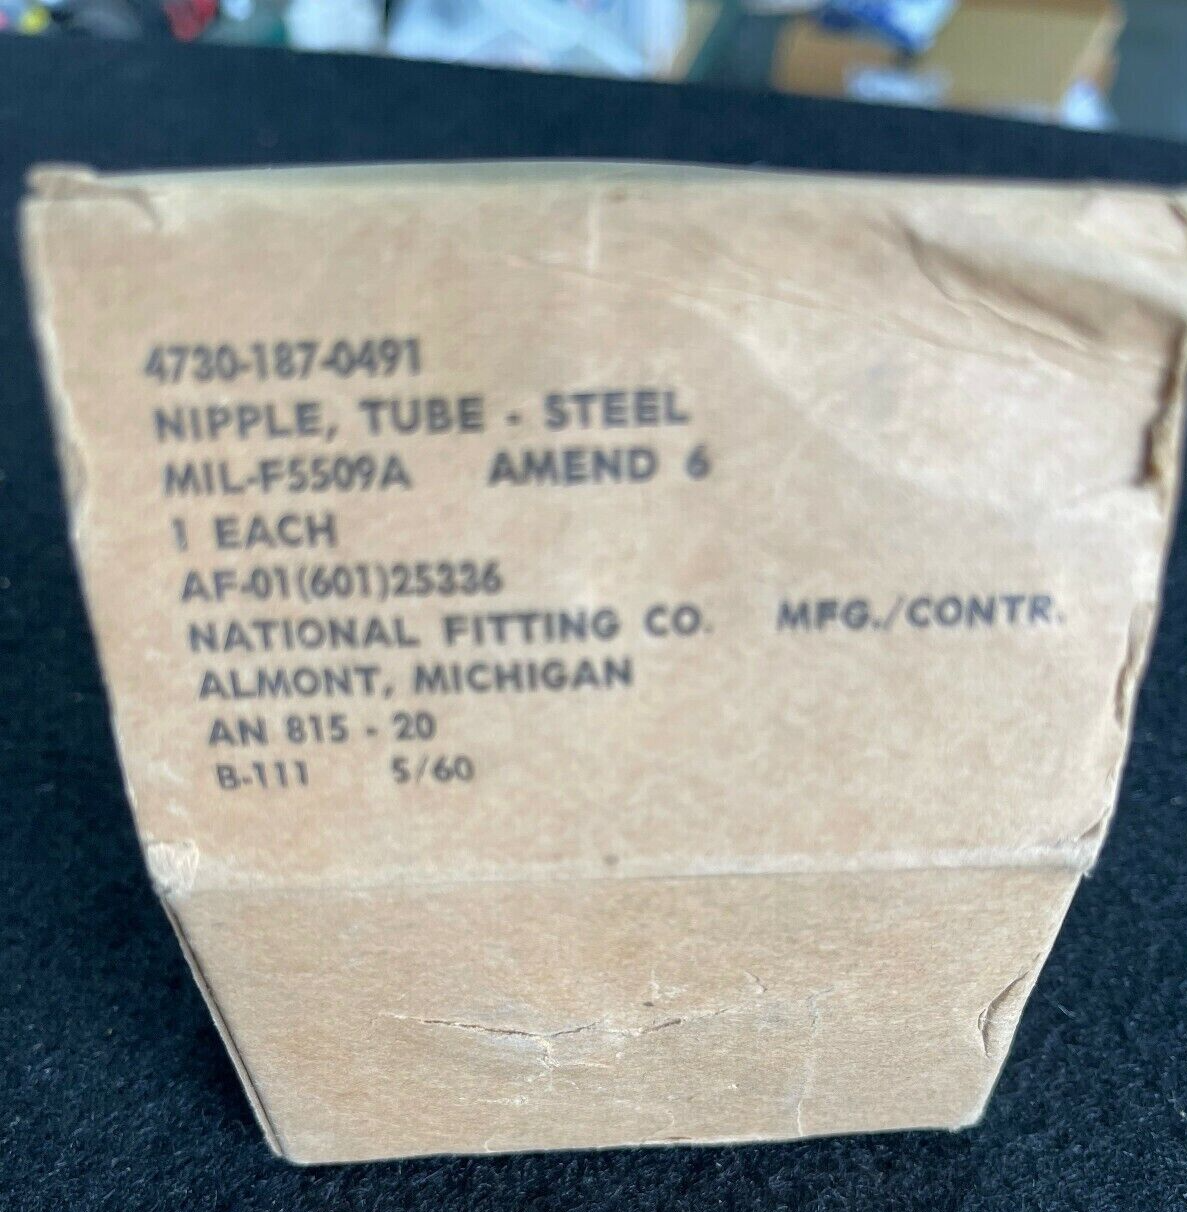 4730-187-0491
NIPPLE, TUBE - STEEL
MIL-F5509A AMEND 6
1 EACH
AF-01(601)25336
NATIONAL FITTING CO. MFG./CONTR.
ALMONT, MICHIGAN
AN 815 - 20
B-111 5/60